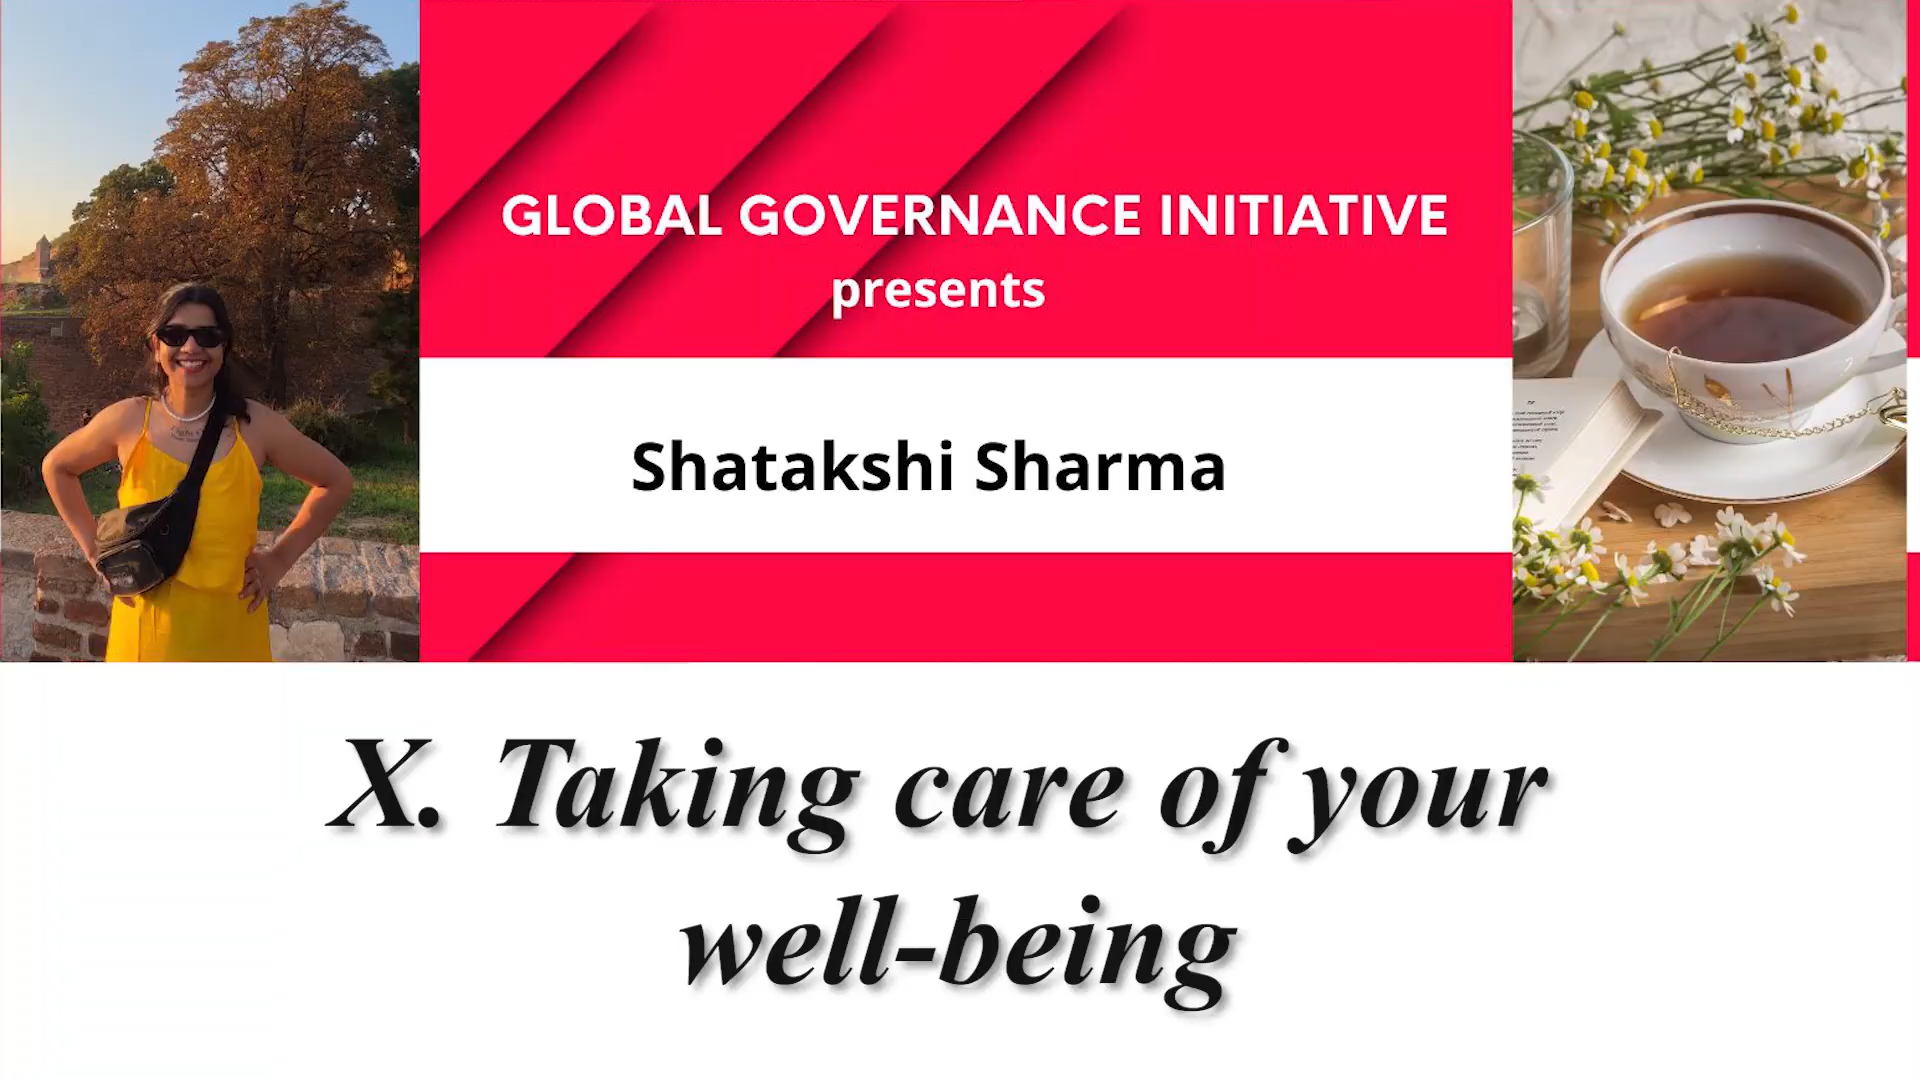 GLOBAL GOVERNANCE INITIATIVE
presents
Shatakshi Sharma
X. Taking care of your
well-being